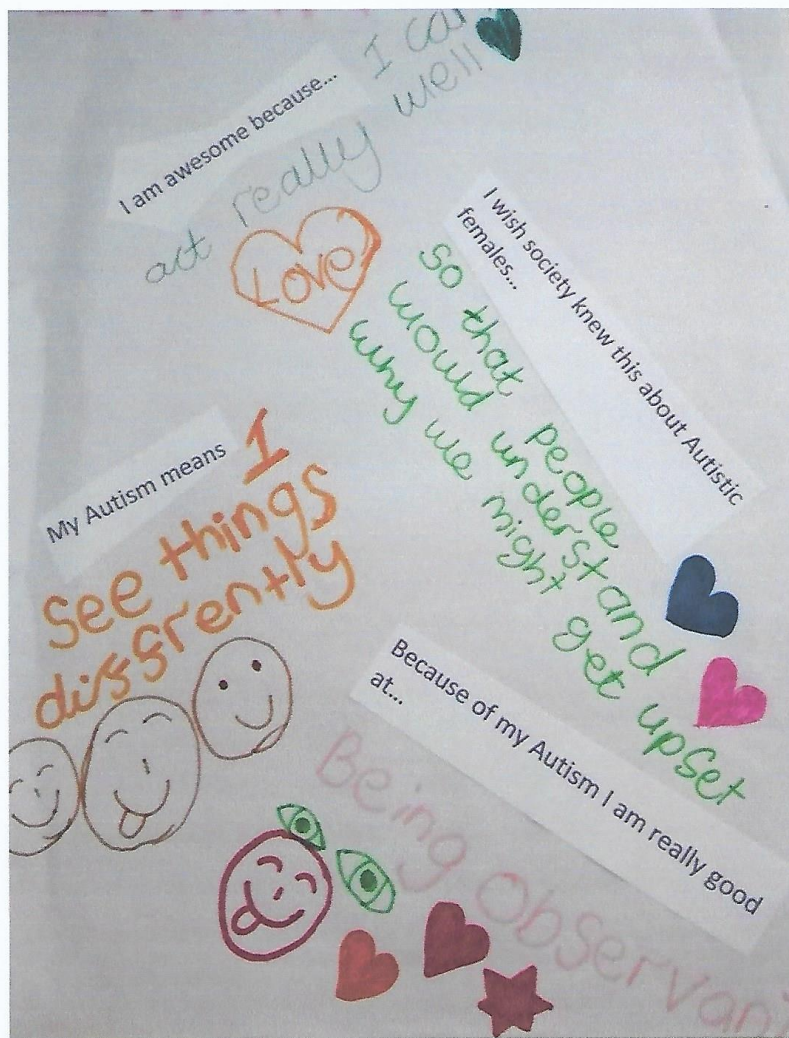 I am awesome because...
I can
act really well
LOVE
I wish society knew this about Autistic
females...
so that people
would understand
why we might get upset
My Autism means
I
see things
diffrently
Because of my Autism I am really good
at...
Being observant